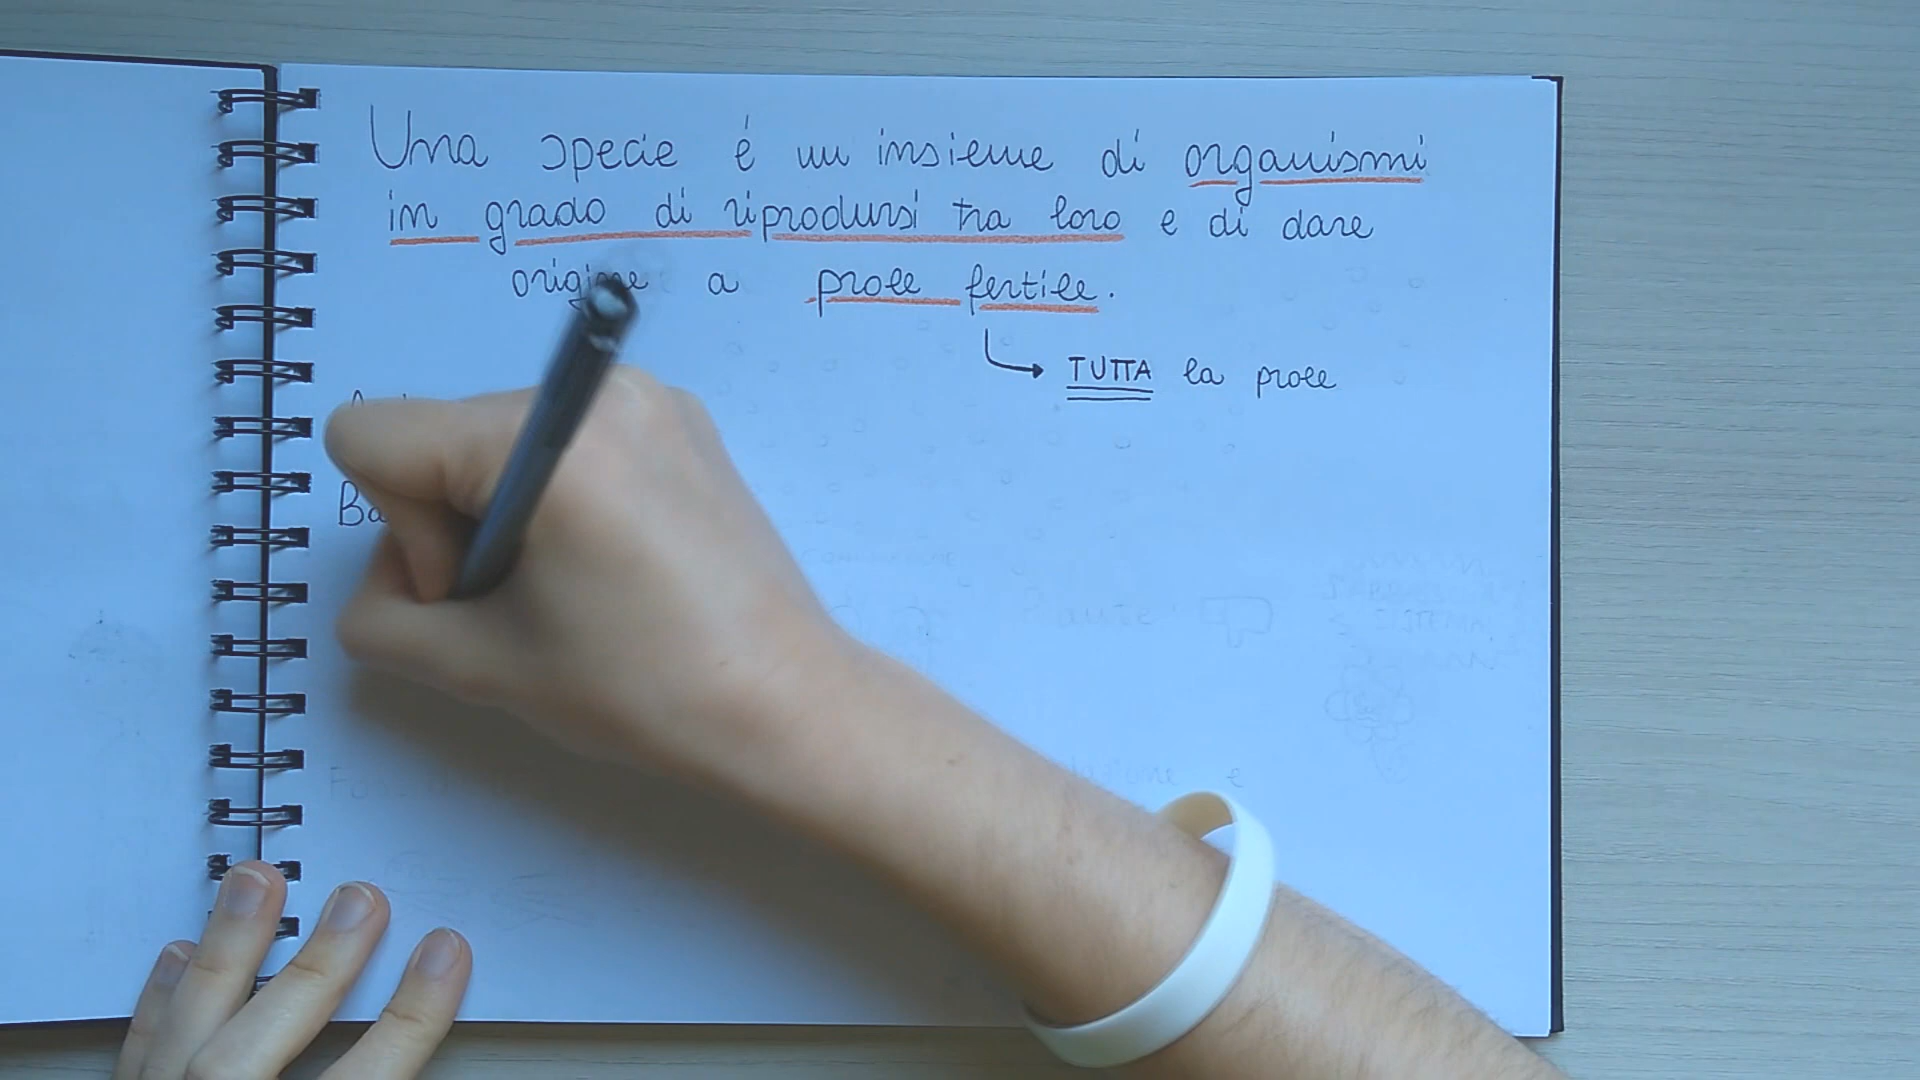 Una specie é un insieme di organismi
in grado di riprodursi tra loro e di dare
origine a prole fertile.
TUTTA la prole